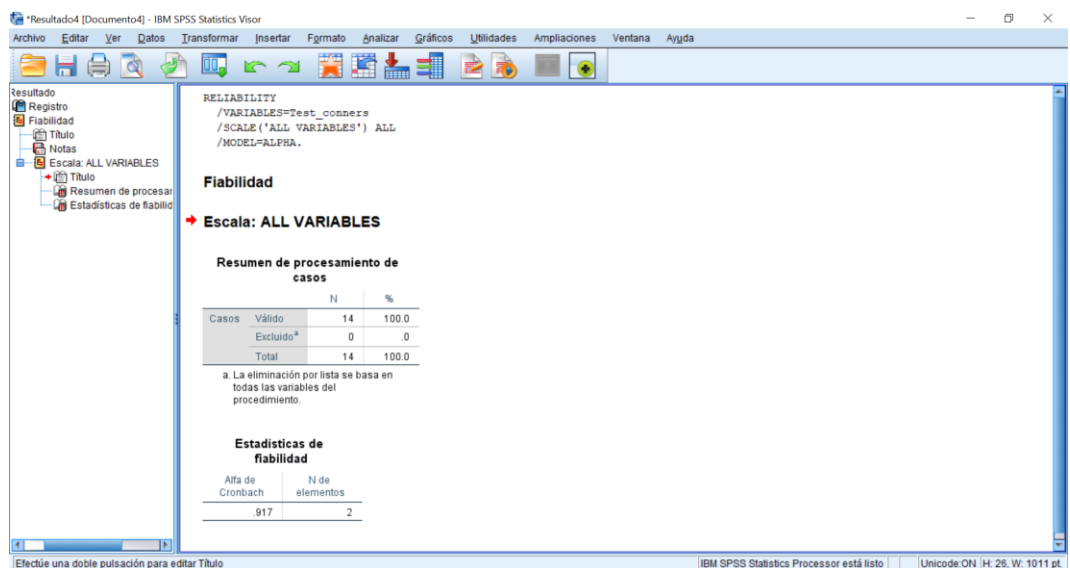 *Resultado4 [Documento4] - IBM SPSS Statistics Visor
Archivo Editar Ver Datos Transformar Insertar Formato Analizar Gráficos Utilidades Ampliaciones Ventana Ayuda
Resultado
Registro
Fiabilidad
Título
Notas
Escala: ALL VARIABLES
Título
Resumen de procesar
Estadísticas de fiabilid
RELIABILITY
/VARIABLES=Test_conners
/SCALE('ALL VARIABLES') ALL
/MODEL=ALPHA.
Fiabilidad
Escala: ALL VARIABLES
Resumen de procesamiento de
casos
N %
Casos Válido 14 100.0
Excluidoª 0 .0
Total 14 100.0
a. La eliminación por lista se basa en
todas las variables del
procedimiento.
Estadísticas de
fiabilidad
Alfa de
Cronbach
N de
elementos
.917 2
Efectúe una doble pulsación para editar Título
IBM SPSS Statistics Processor está listo
Unicode:ON H: 26, W: 1011 pt.